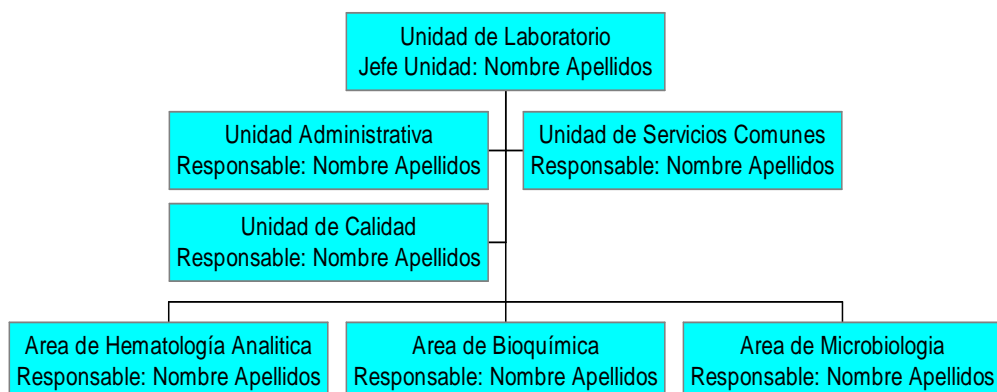 Unidad de Laboratorio
Jefe Unidad: Nombre Apellidos
Unidad Administrativa
Responsable: Nombre Apellidos
Unidad de Servicios Comunes
Responsable: Nombre Apellidos
Unidad de Calidad
Responsable: Nombre Apellidos
Area de Hematología Analitica
Responsable: Nombre Apellidos
Area de Bioquímica
Responsable: Nombre Apellidos
Area de Microbiologia
Responsable: Nombre Apellidos